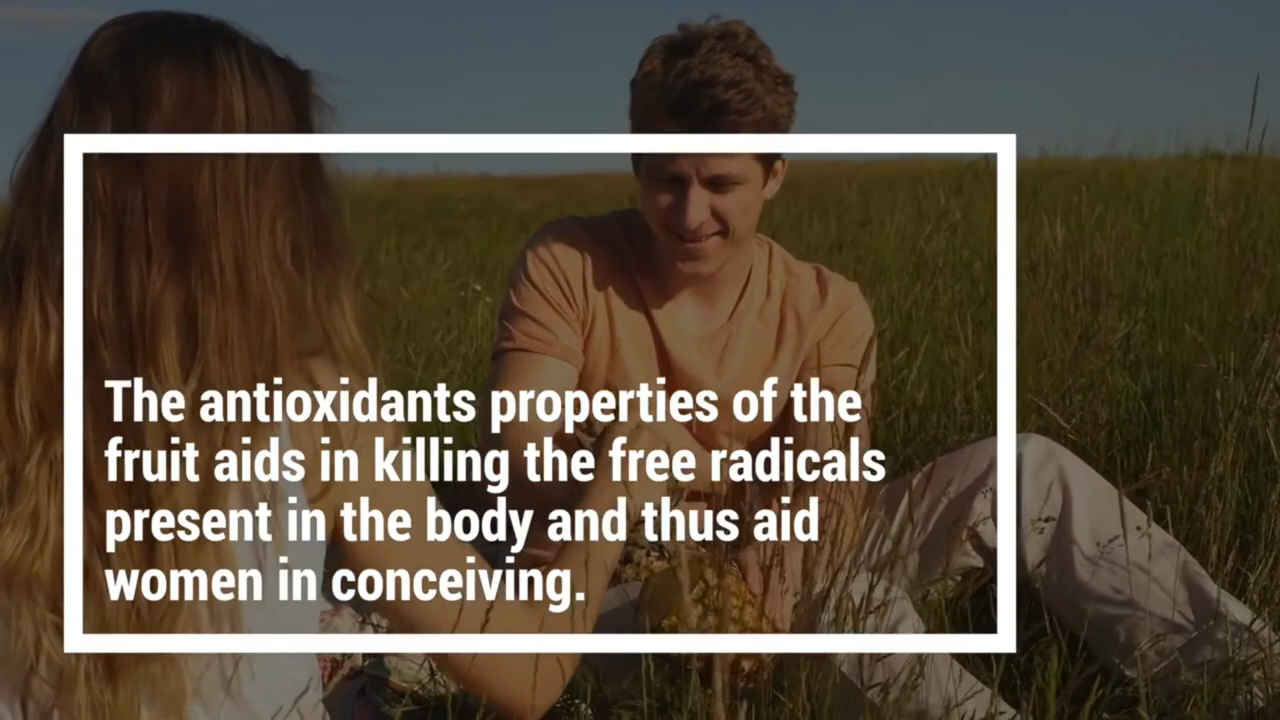 The antioxidants properties of the
fruit aids in killing the free radicals
present in the body and thus aid
women in conceiving.